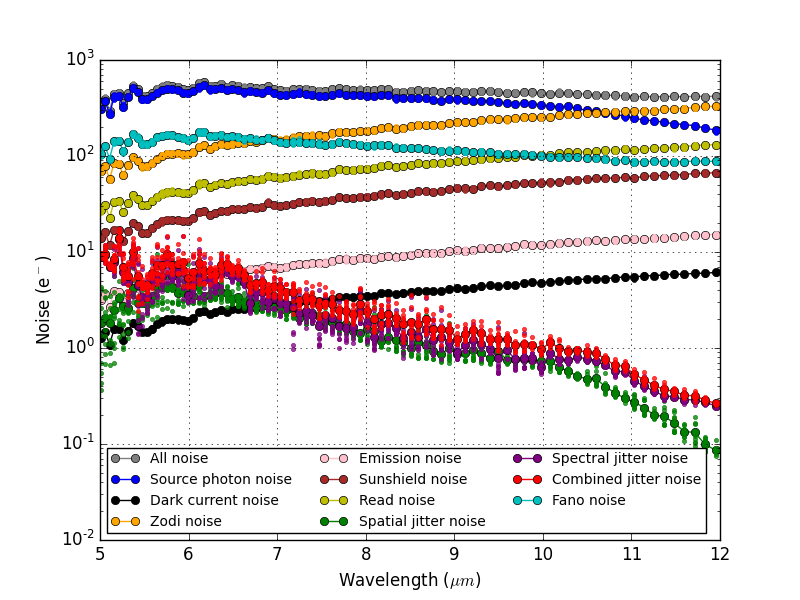 10³
10²
10¹
10⁰
10⁻¹
10⁻²
Noise (e⁻)
All noise
Source photon noise
Dark current noise
Zodi noise
Emission noise
Sunshield noise
Read noise
Spatial jitter noise
Spectral jitter noise
Combined jitter noise
Fano noise
5 6 7 8 9 10 11 12
Wavelength (μm)